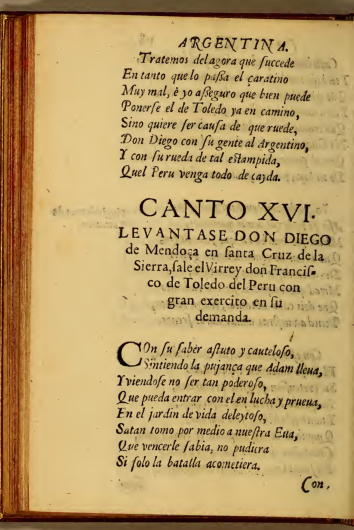 ARGENTINA.
Tratemos del agora que ſuccede
En tanto que lo paſſa el çaratino
Muy mal, è yo aſſeguro que bien puede
Ponerſe el de Toledo ya en camino,
Sino quiere ſer cauſa de que ruede,
Don Diego con ſu gente al Argentino,
Y con ſu rueda de tal eſtampida,
Quel Peru venga todo de cayda.
CANTO XVI.
LEVANTASE DON DIEGO
de Mendoça en ſanta Cruz de la
Sierra, ſale el Virrey don Franciſ-
co de Toledo del Peru con
gran exercito en ſu
demanda.
COn ſu ſaber aſtuto y cauteloſo,
Sintiendo la pujança que Adam lleua,
Y viendoſe no ſer tan poderoſo,
Que pueda entrar con el en lucha y prueua,
En el jardin de vida deleytoſo,
Satan tomo por medio a nueſtra Eua,
Que vencerle ſabia, no pudiera
Si ſolo la batalla acometiera.
Con,